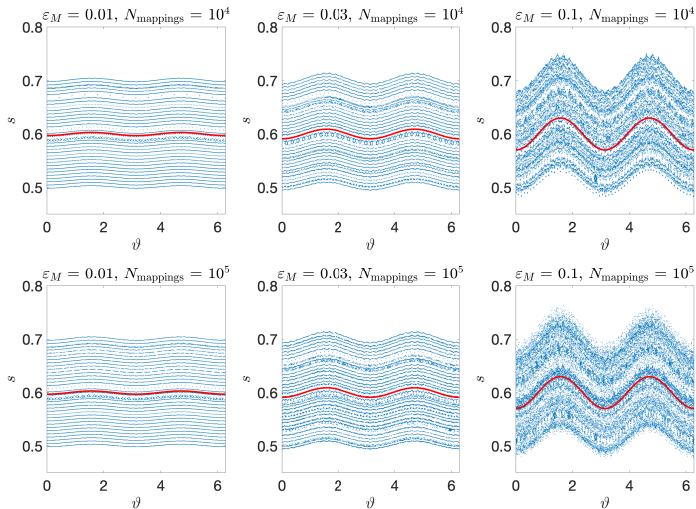 ε_M = 0.01, N_mappings = 10^4
ε_M = 0.03, N_mappings = 10^4
ε_M = 0.1, N_mappings = 10^4
0.8
0.7
0.6
0.5
s
0 2 4 6
ϑ
0.8
0.7
0.6
0.5
s
0 2 4 6
ϑ
0.8
0.7
0.6
0.5
s
0 2 4 6
ϑ
ε_M = 0.01, N_mappings = 10^5
ε_M = 0.03, N_mappings = 10^5
ε_M = 0.1, N_mappings = 10^5
0.8
0.7
0.6
0.5
s
0 2 4 6
ϑ
0.8
0.7
0.6
0.5
s
0 2 4 6
ϑ
0.8
0.7
0.6
0.5
s
0 2 4 6
ϑ